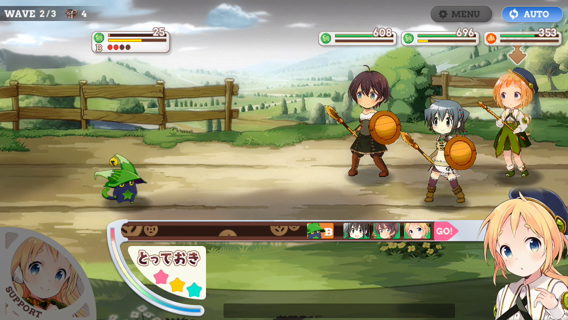 WAVE 2/3 4
MENU
AUTO
25
B
608
696
353
B
GO!
とっておき
SUPPORT